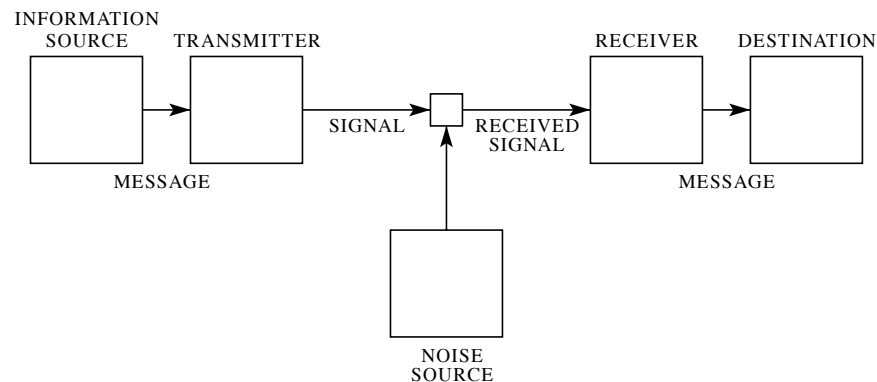 INFORMATION
SOURCE
TRANSMITTER
RECEIVER
DESTINATION
SIGNAL
RECEIVED
SIGNAL
MESSAGE
MESSAGE
NOISE
SOURCE